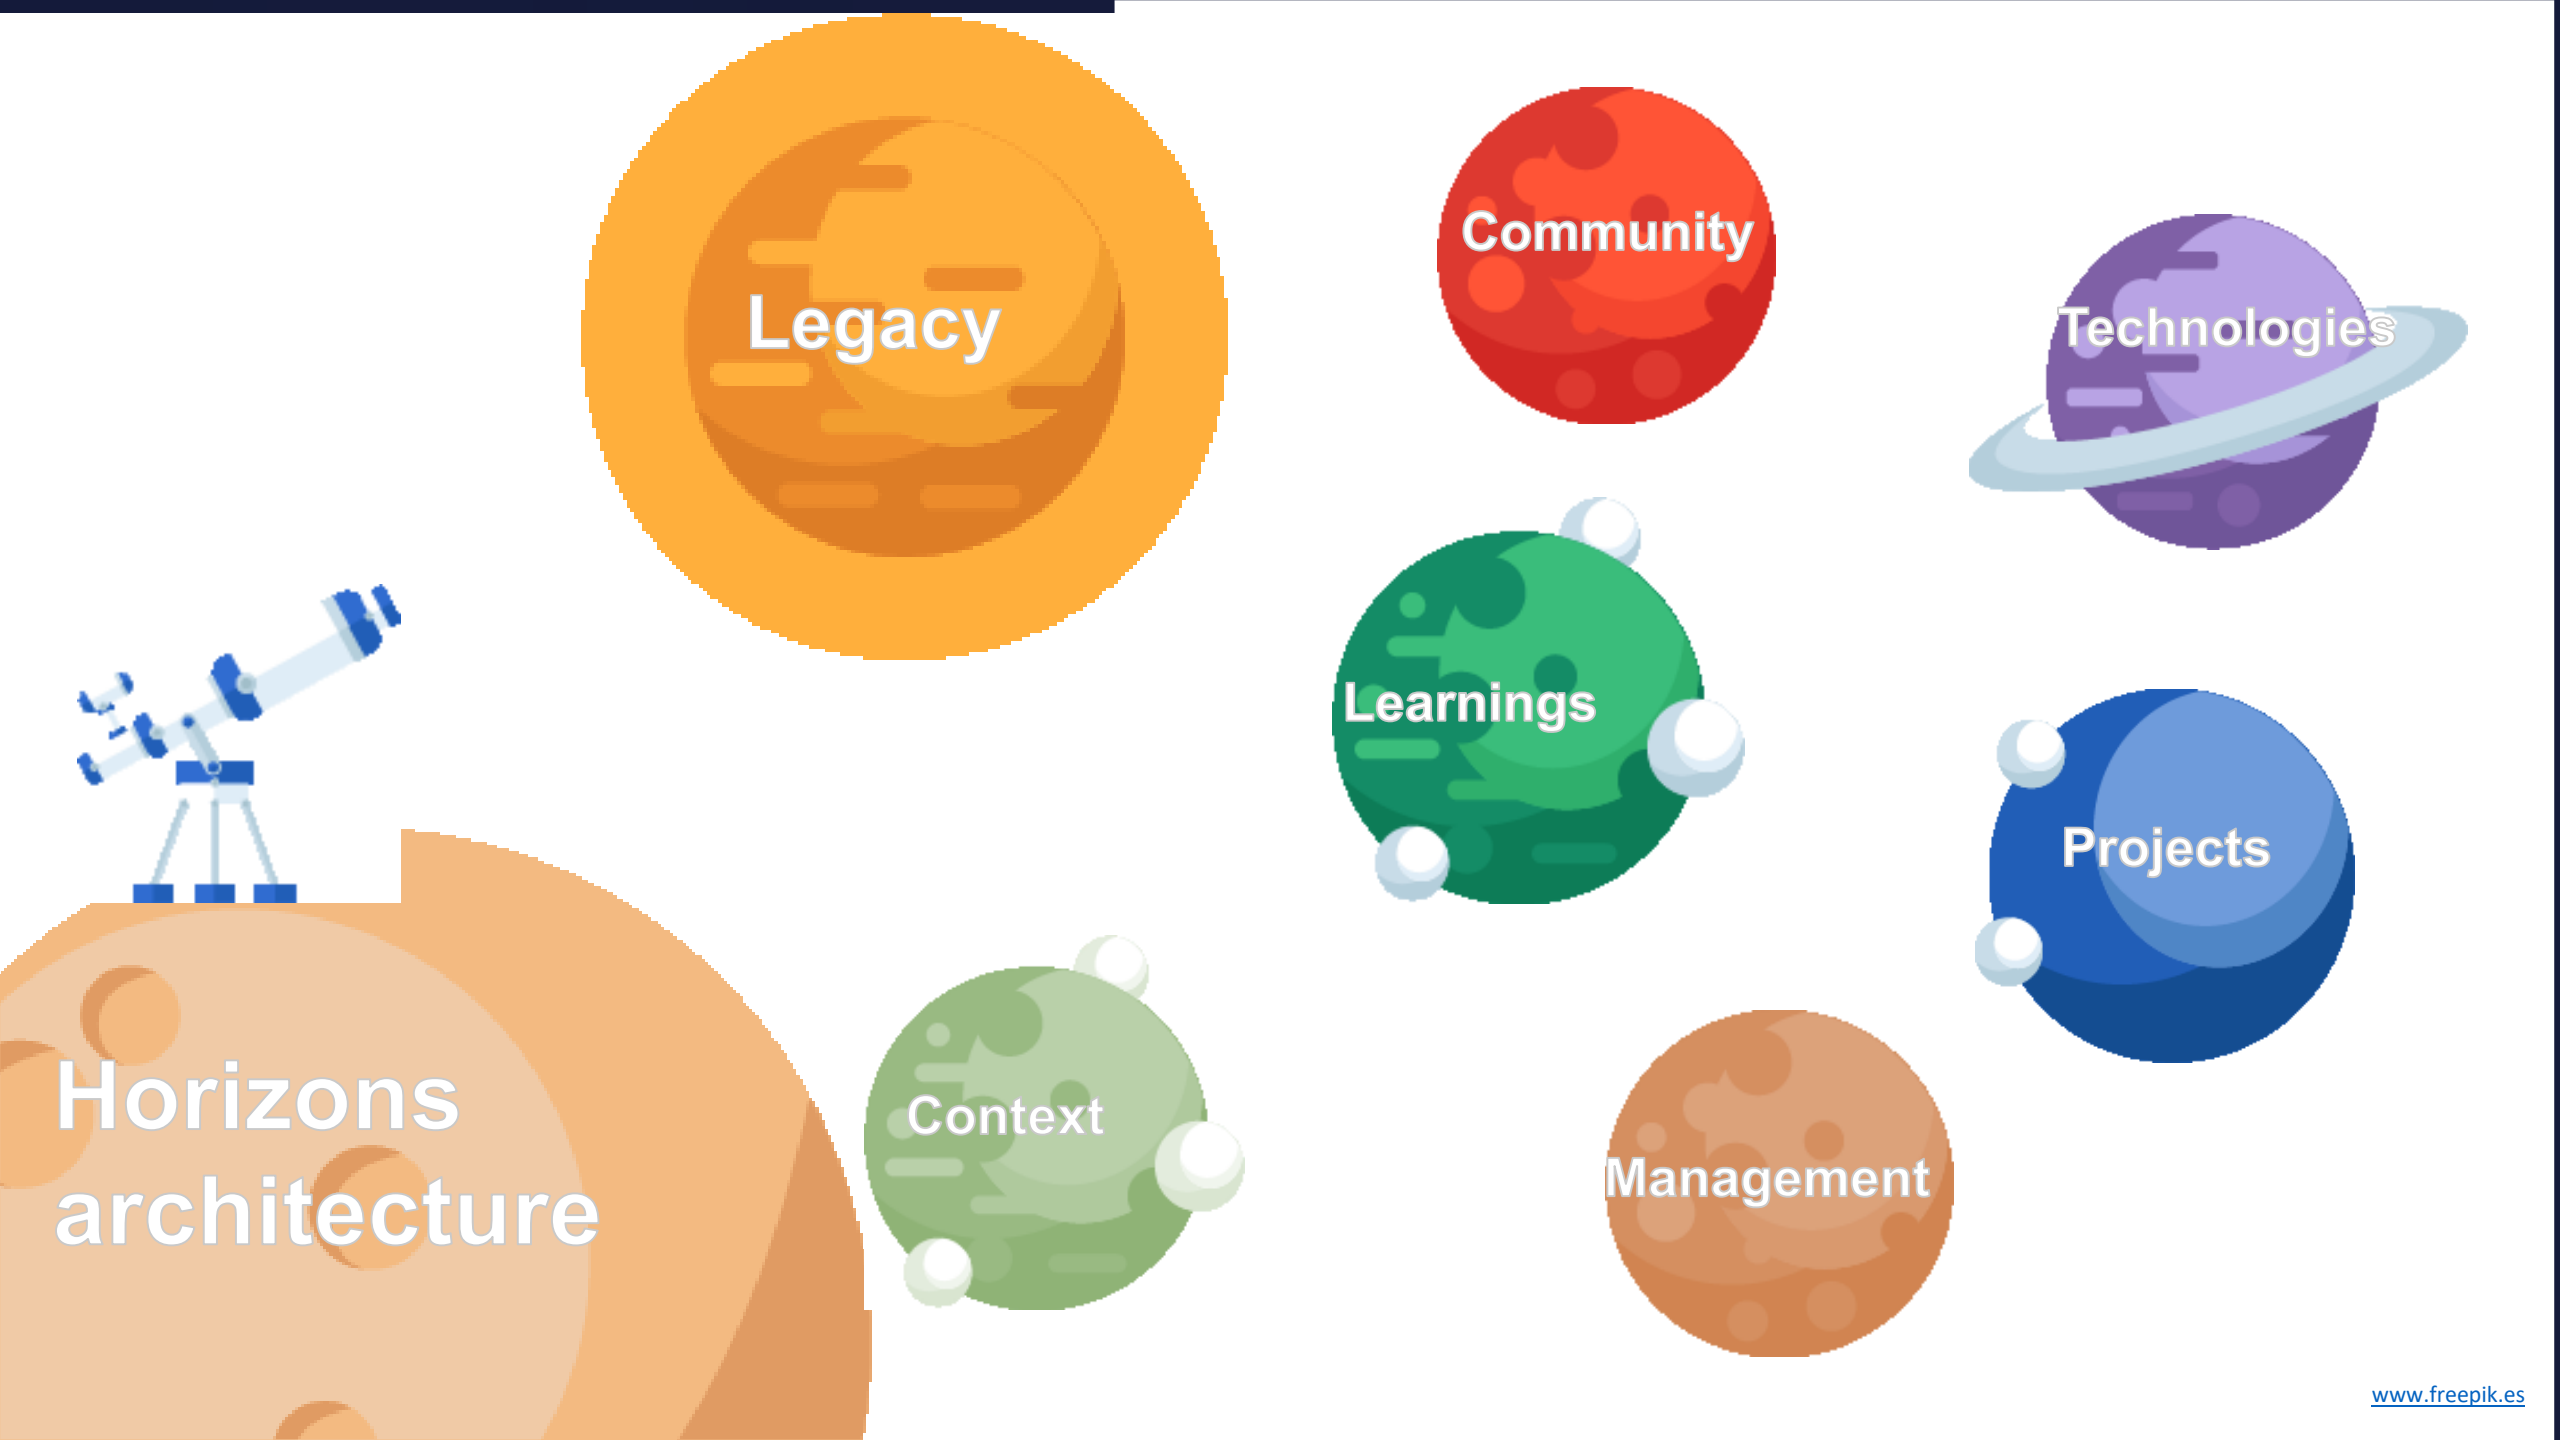 Legacy
Community
Technologies
Learnings
Projects
Horizons
architecture
Context
Management
www.freepik.es